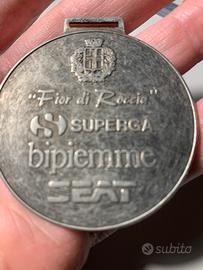 "Fior di Roccia"
SUPERGA
bipiemme
SEAT
subito